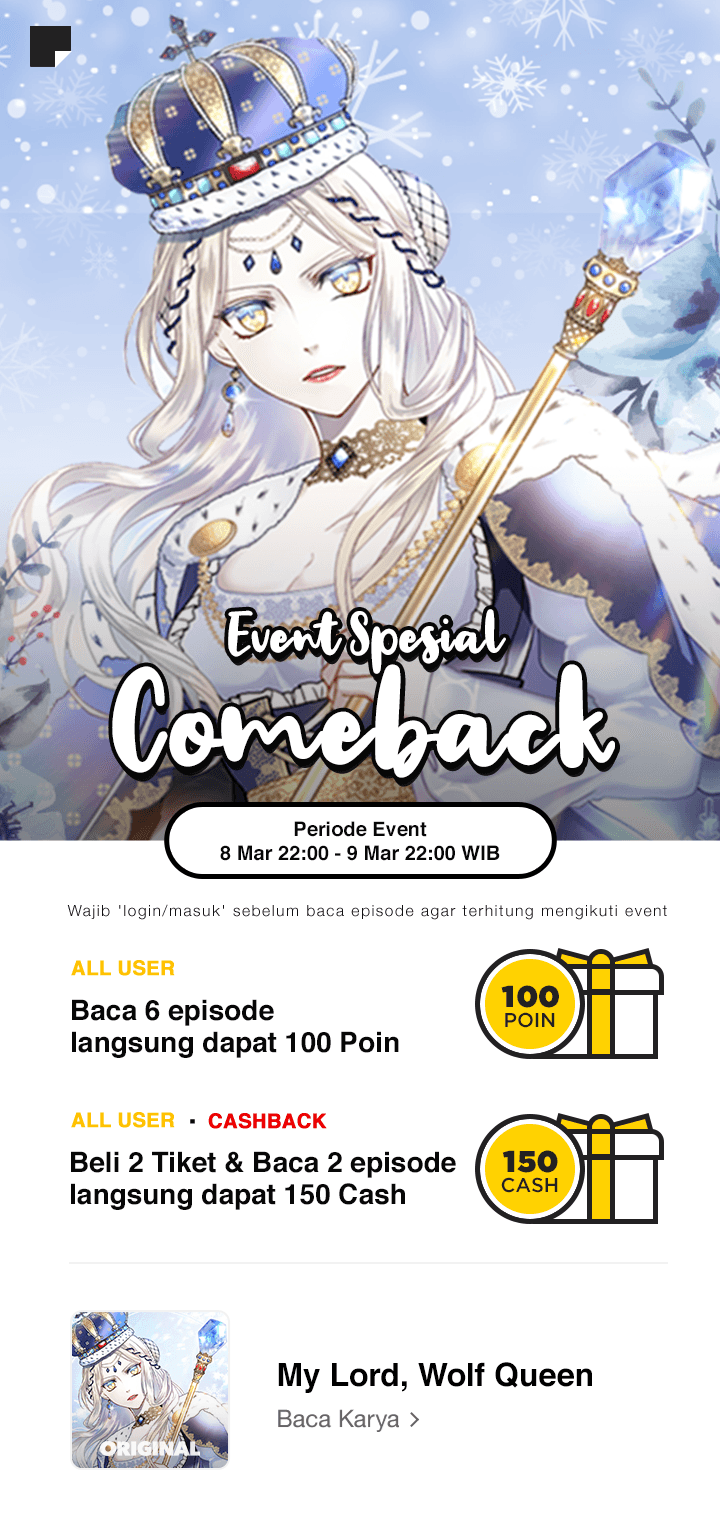 Event Spesial
Comeback
Periode Event
8 Mar 22:00 - 9 Mar 22:00 WIB
Wajib 'login/masuk' sebelum baca episode agar terhitung mengikuti event
ALL USER
Baca 6 episode
langsung dapat 100 Poin
100
POIN
ALL USER · CASHBACK
Beli 2 Tiket & Baca 2 episode
langsung dapat 150 Cash
150
CASH
ORIGINAL
My Lord, Wolf Queen
Baca Karya >